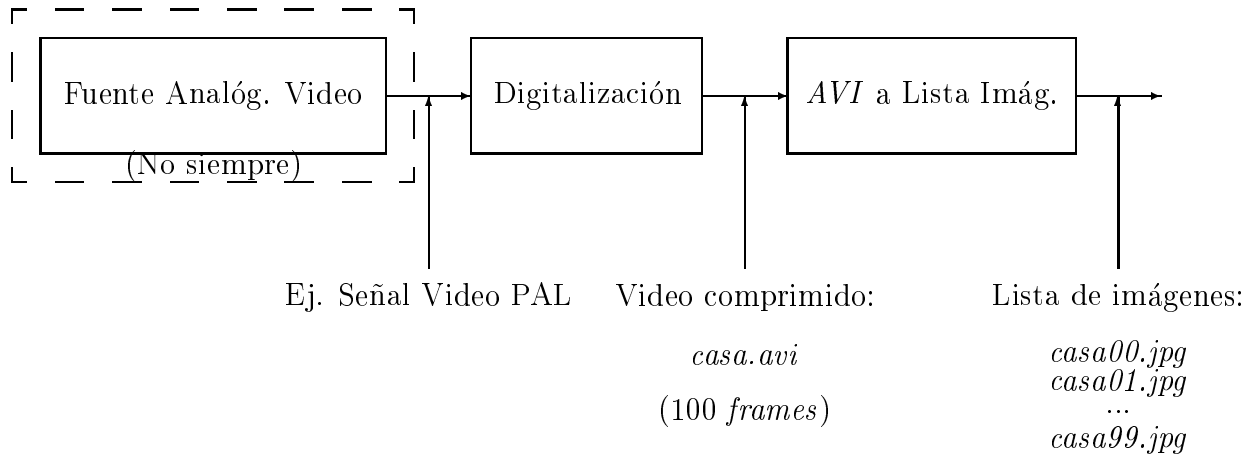 Fuente Analóg. Video
(No siempre)
Digitalización
AVI a Lista Imág.
Ej. Señal Video PAL
Video comprimido:
casa.avi
(100 frames)
Lista de imágenes:
casa00.jpg
casa01.jpg
...
casa99.jpg